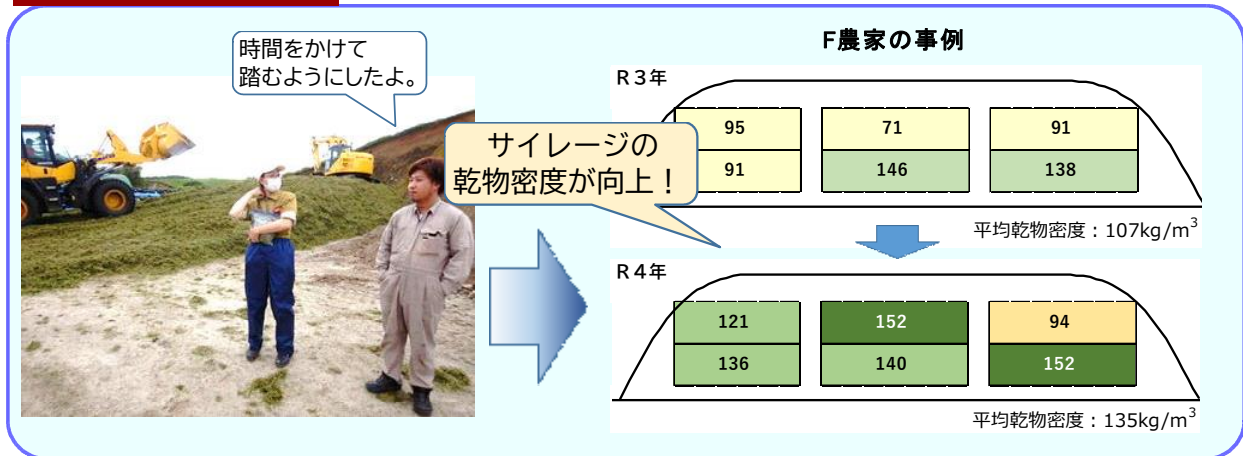 時間をかけて
踏むようにしたよ。
サイレージの
乾物密度が向上！
F農家の事例
R３年
95 71 91
91 146 138
平均乾物密度：107kg/m³
R４年
121 152 94
136 140 152
平均乾物密度：135kg/m³